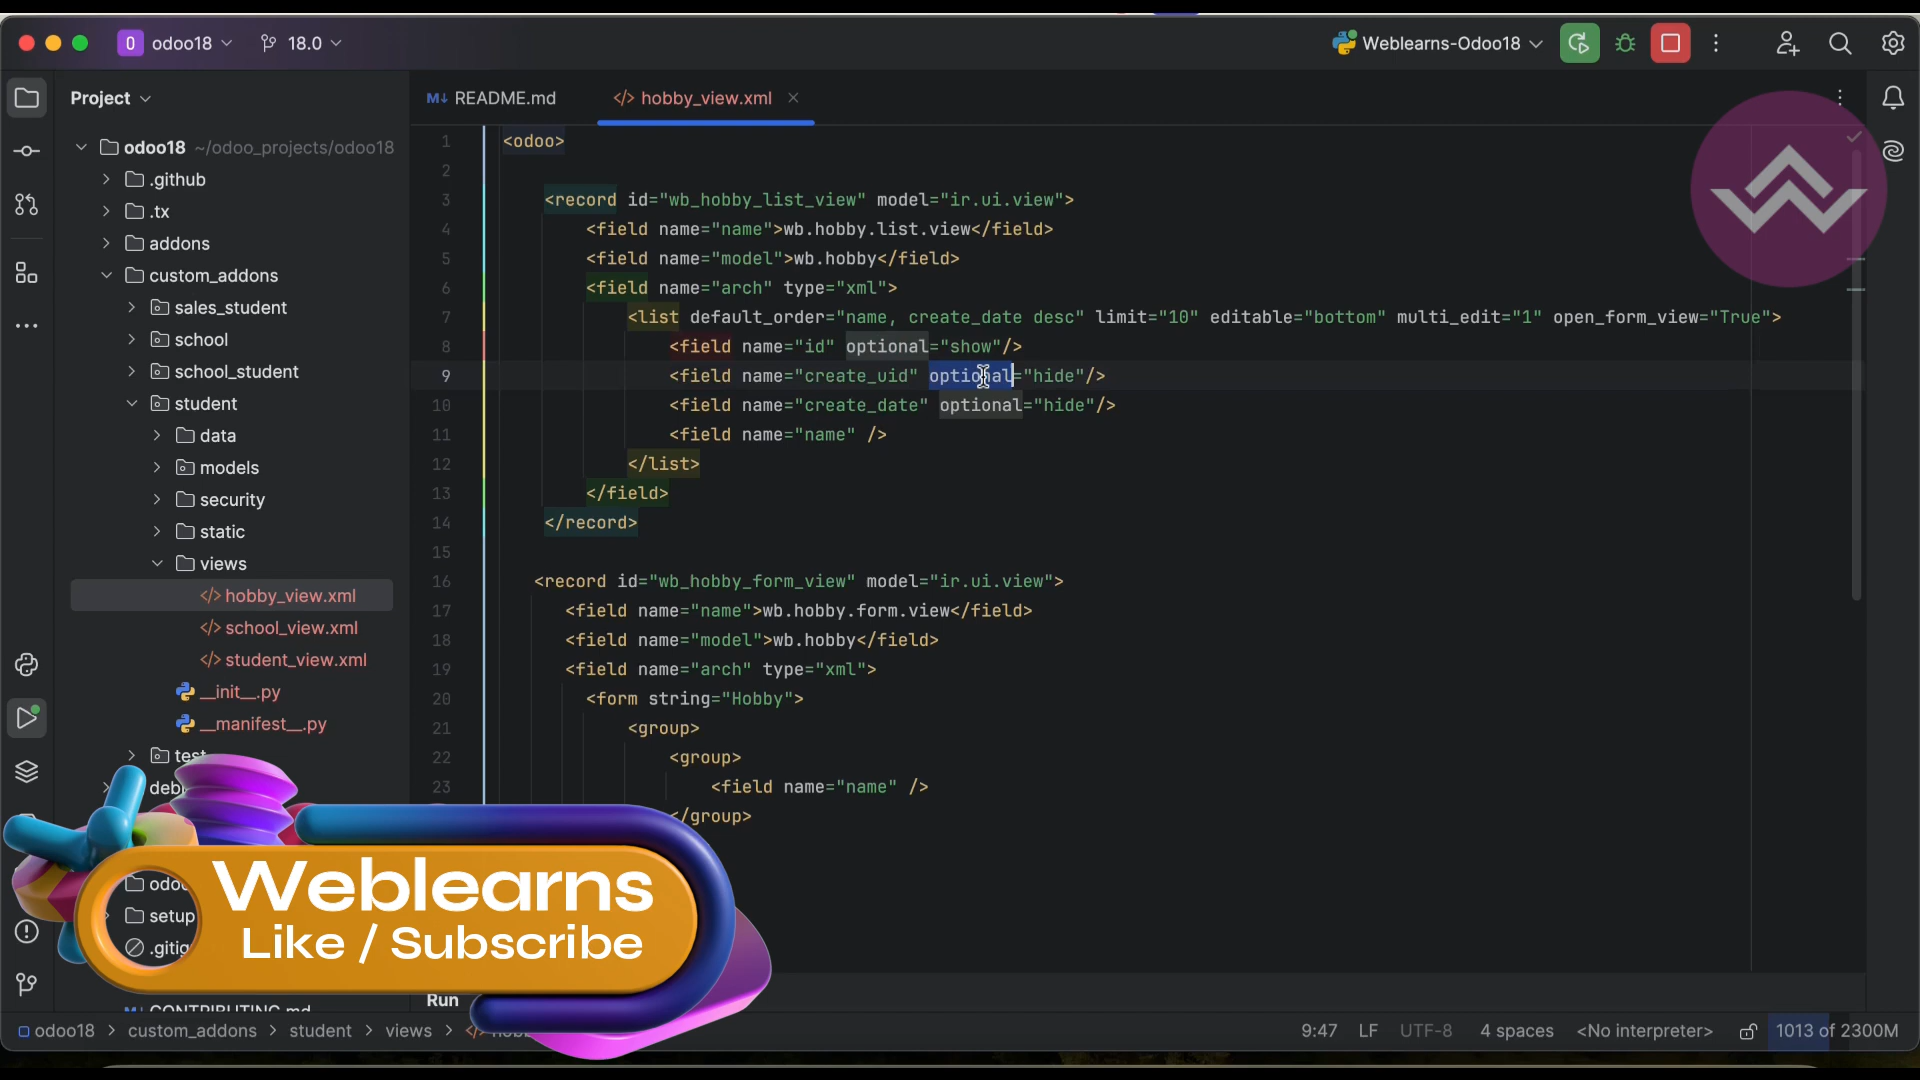 odoo18
18.0
Weblearns-Odoo18
Project
README.md
hobby_view.xml
odoo18 ~/odoo_projects/odoo18
.github
.tx
addons
custom_addons
sales_student
school
school_student
student
data
models
security
static
views
hobby_view.xml
school_view.xml
student_view.xml
__init__.py
__manifest__.py
1 <odoo>
2
3 <record id="wb_hobby_list_view" model="ir.ui.view">
4 <field name="name">wb.hobby.list.view</field>
5 <field name="model">wb.hobby</field>
6 <field name="arch" type="xml">
7 <list default_order="name, create_date desc" limit="10" editable="bottom" multi_edit="1" open_form_view="True">
8 <field name="id" optional="show"/>
9 <field name="create_uid" optional="hide"/>
10 <field name="create_date" optional="hide"/>
11 <field name="name" />
12 </list>
13 </field>
14 </record>
15
16 <record id="wb_hobby_form_view" model="ir.ui.view">
17 <field name="name">wb.hobby.form.view</field>
18 <field name="model">wb.hobby</field>
19 <field name="arch" type="xml">
20 <form string="Hobby">
21 <group>
22 <group>
23 <field name="name" />
/group>
setup
Weblearns
Like / Subscribe
Run
odoo18 > custom_addons > student > views >
9:47 LF UTF-8 4 spaces <No interpreter> 1013 of 2300M